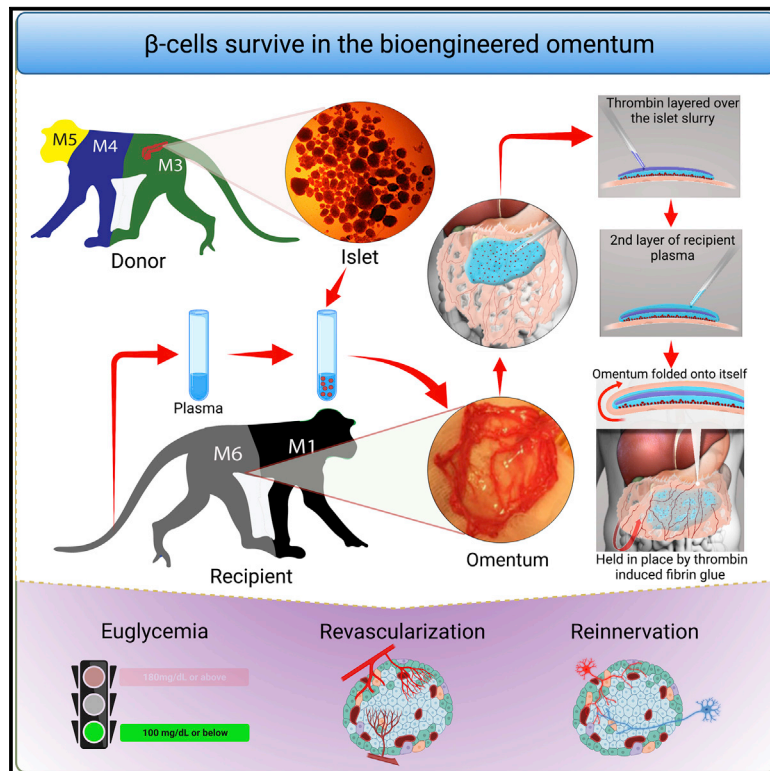 β-cells survive in the bioengineered omentum
M5
M4
M3
Donor
Islet
Thrombin layered over
the islet slurry
2nd layer of recipient
plasma
Omentum folded onto itself
Plasma
M6
M1
Recipient
Omentum
Held in place by thrombin
induced fibrin glue
Euglycemia
Revascularization
Reinnervation
180mg/dL or above
100 mg/dL or below